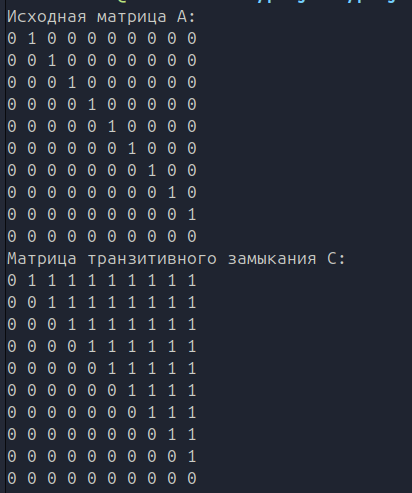 Исходная матрица A:
0 1 0 0 0 0 0 0 0 0
0 0 1 0 0 0 0 0 0 0
0 0 0 1 0 0 0 0 0 0
0 0 0 0 1 0 0 0 0 0
0 0 0 0 0 1 0 0 0 0
0 0 0 0 0 0 1 0 0 0
0 0 0 0 0 0 0 1 0 0
0 0 0 0 0 0 0 0 1 0
0 0 0 0 0 0 0 0 0 1
0 0 0 0 0 0 0 0 0 0
Матрица транзитивного замыкания C:
0 1 1 1 1 1 1 1 1 1
0 0 1 1 1 1 1 1 1 1
0 0 0 1 1 1 1 1 1 1
0 0 0 0 1 1 1 1 1 1
0 0 0 0 0 1 1 1 1 1
0 0 0 0 0 0 1 1 1 1
0 0 0 0 0 0 0 1 1 1
0 0 0 0 0 0 0 0 1 1
0 0 0 0 0 0 0 0 0 1
0 0 0 0 0 0 0 0 0 0